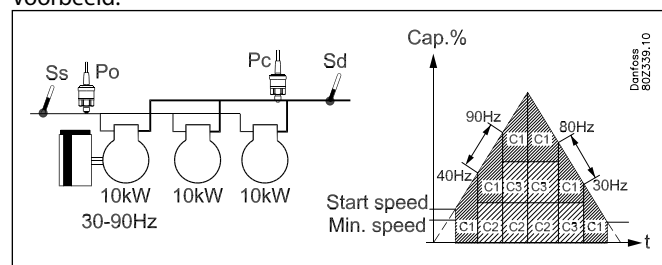 Voorbeeld:
Ss Po Pc Sd
10kW 10kW 10kW
30-90Hz
Cap.%
Danfoss
80Z339.10
90Hz 80Hz
C1 C1
40Hz 30Hz
C1 C3 C3 C1
Start speed
Min. speed
C1 C2 C2 C2 C3 C1
t